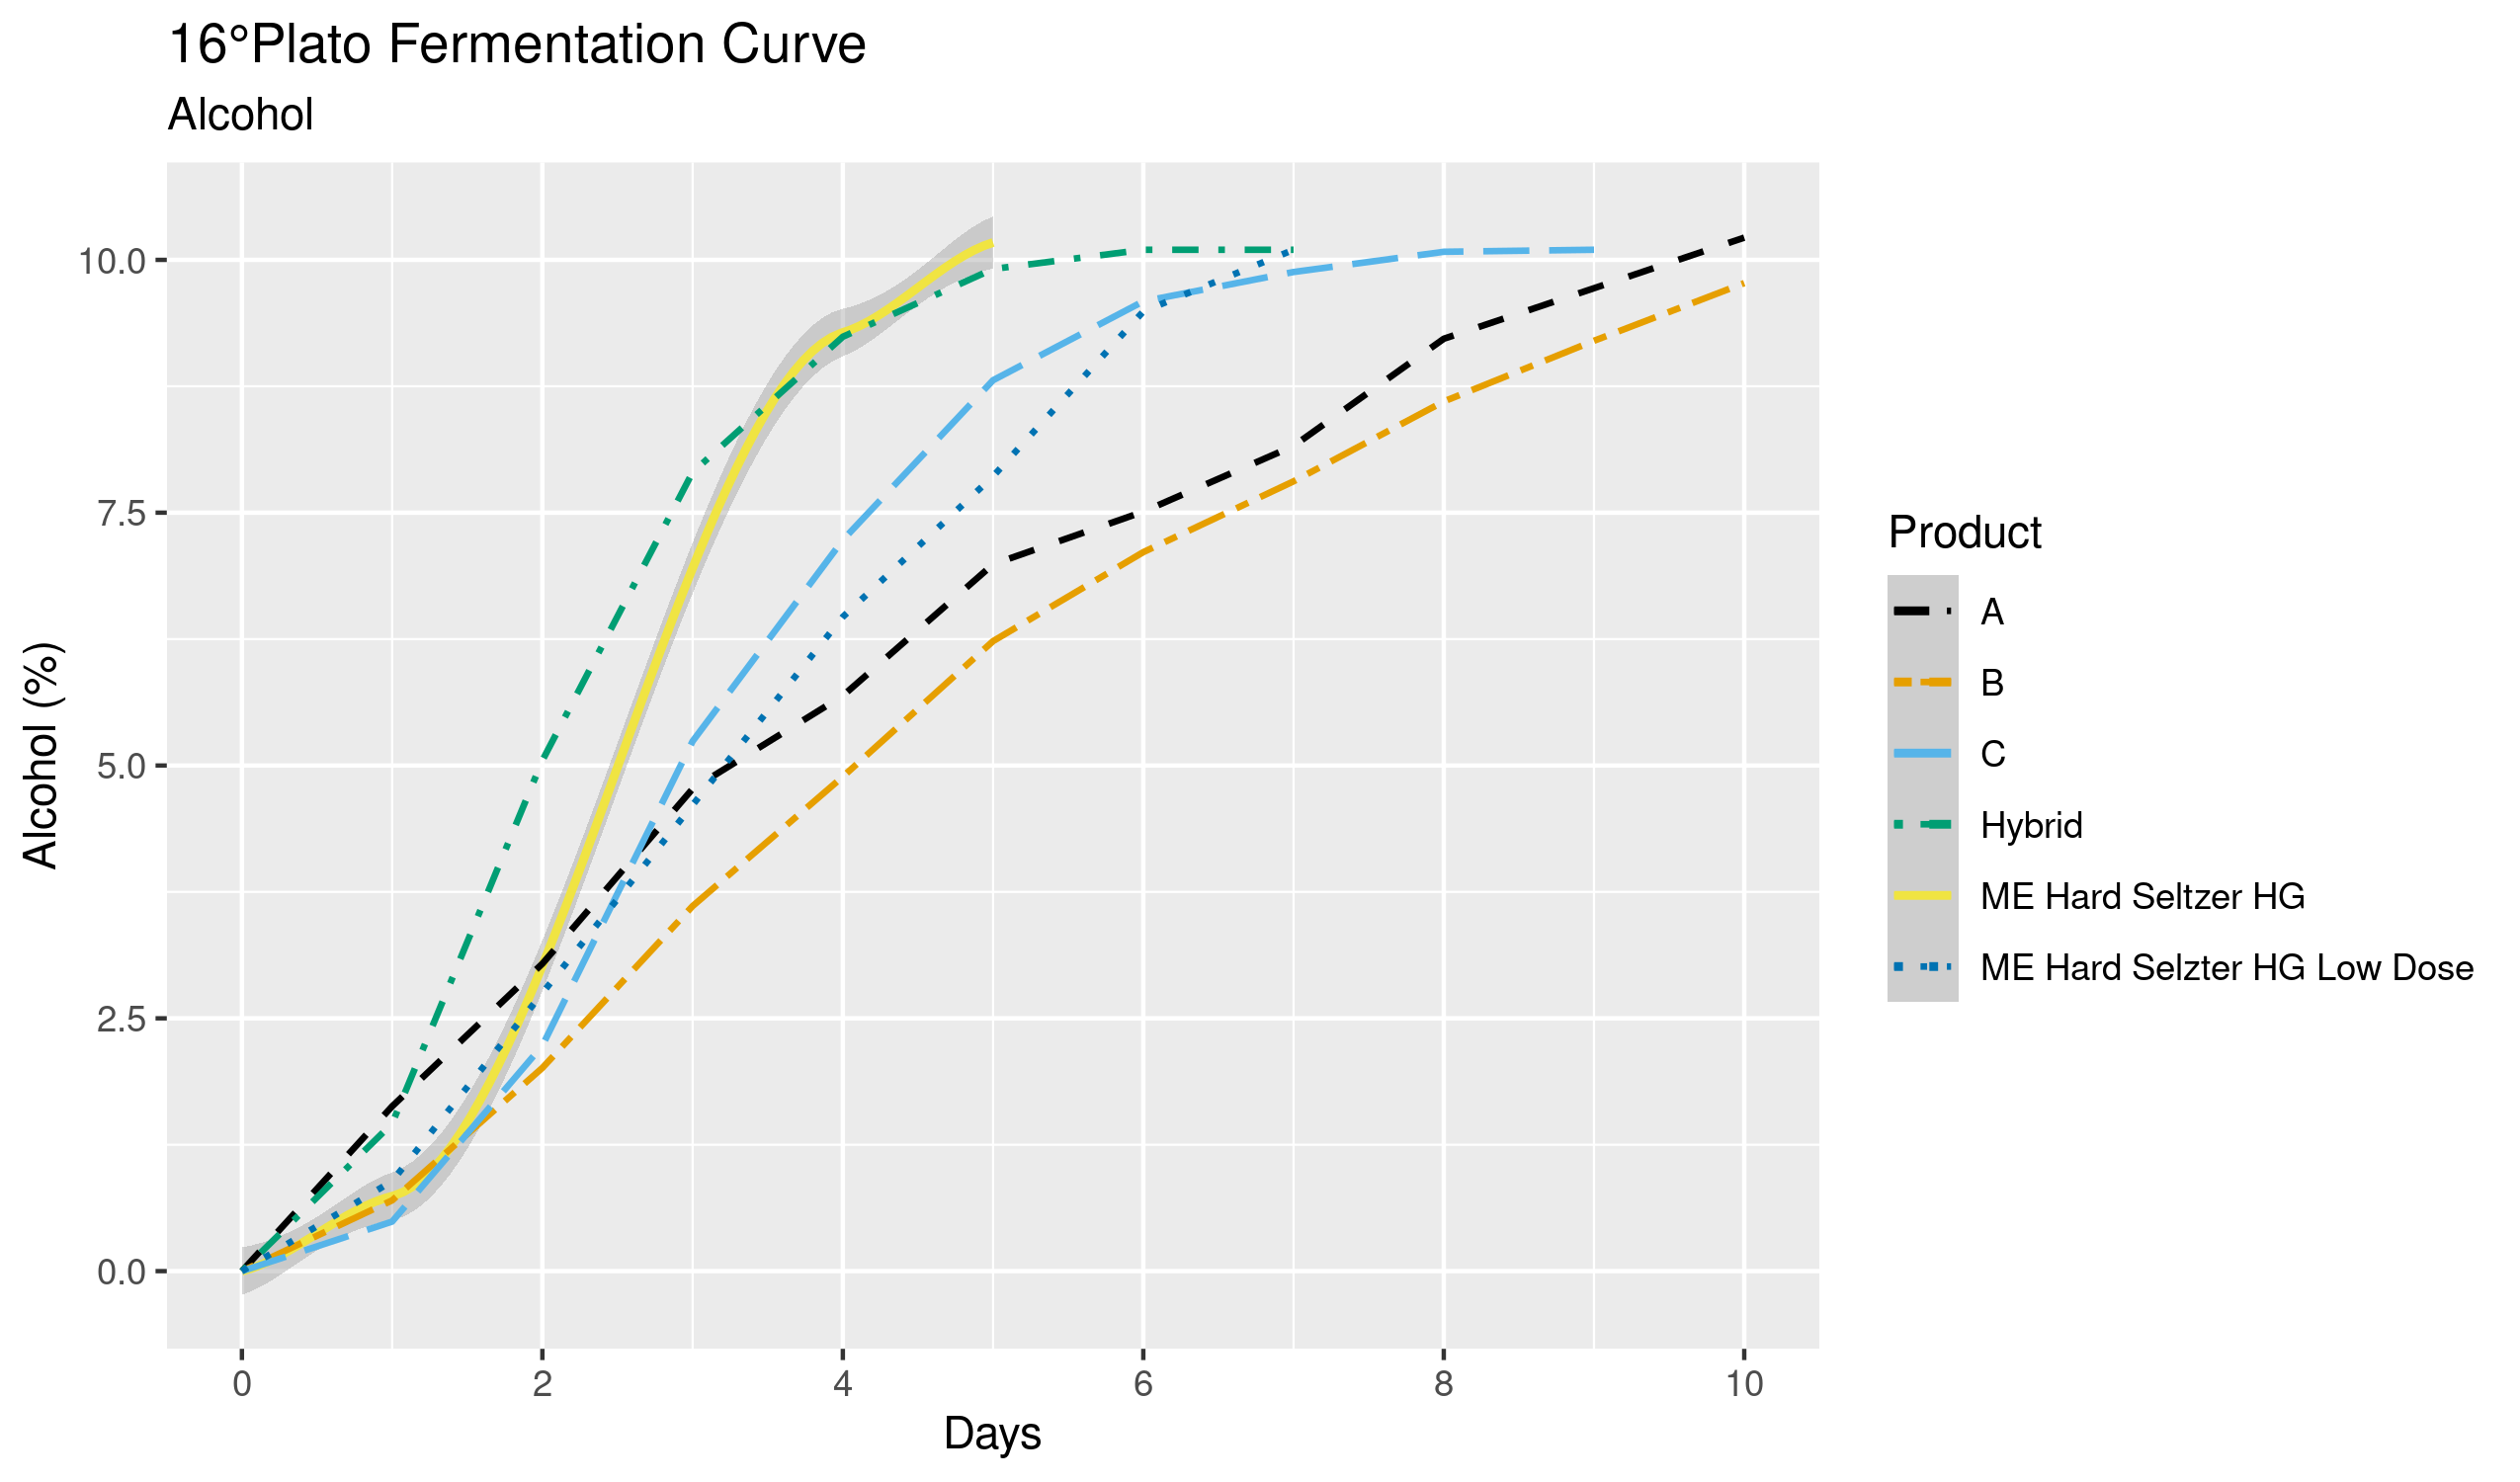 16°Plato Fermentation Curve
Alcohol
Alcohol (%)
10.0
7.5
5.0
2.5
0.0
0 2 4 6 8 10
Days
Product
A
B
C
Hybrid
ME Hard Seltzer HG
ME Hard Selzter HG Low Dose